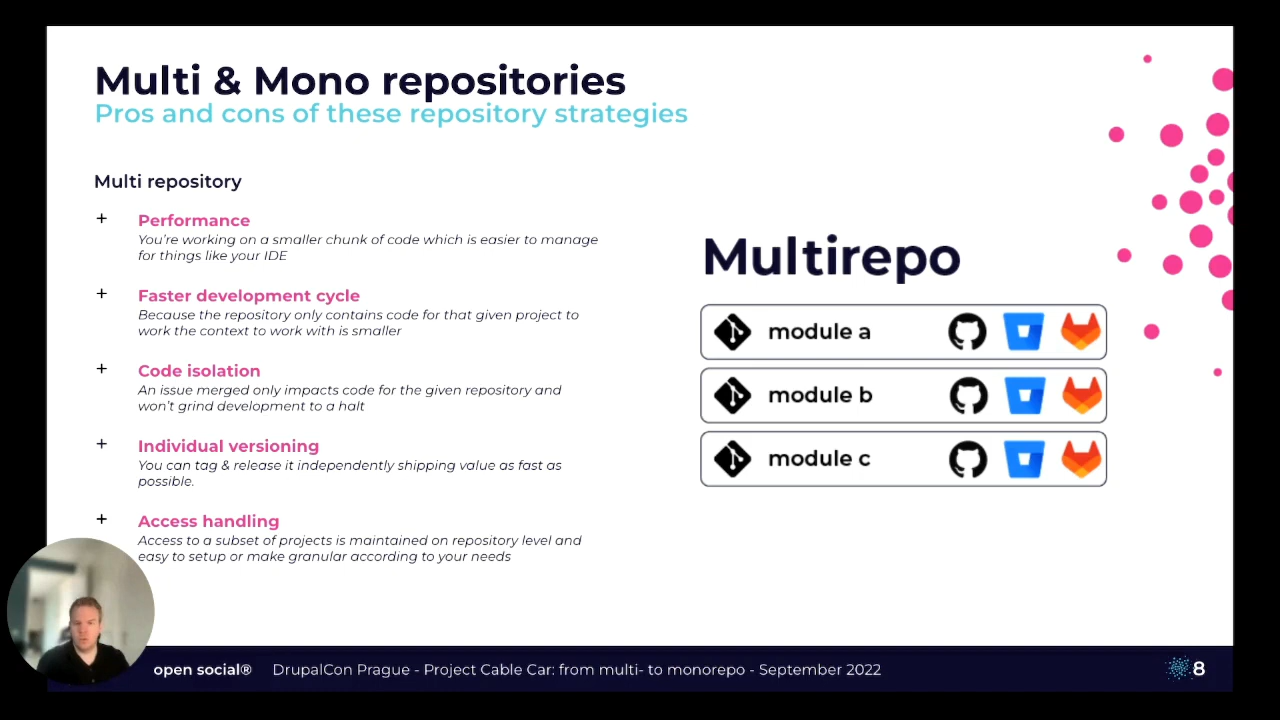 Multi & Mono repositories
Pros and cons of these repository strategies
Multi repository
+ Performance
You're working on a smaller chunk of code which is easier to manage
for things like your IDE
+ Faster development cycle
Because the repository only contains code for that given project to
work the context to work with is smaller
+ Code isolation
An issue merged only impacts code for the given repository and
won't grind development to a halt
+ Individual versioning
You can tag & release it independently shipping value as fast as
possible.
+ Access handling
Access to a subset of projects is maintained on repository level and
easy to setup or make granular according to your needs
Multirepo
module a
module b
module c
open social® DrupalCon Prague - Project Cable Car: from multi- to monorepo - September 2022 8